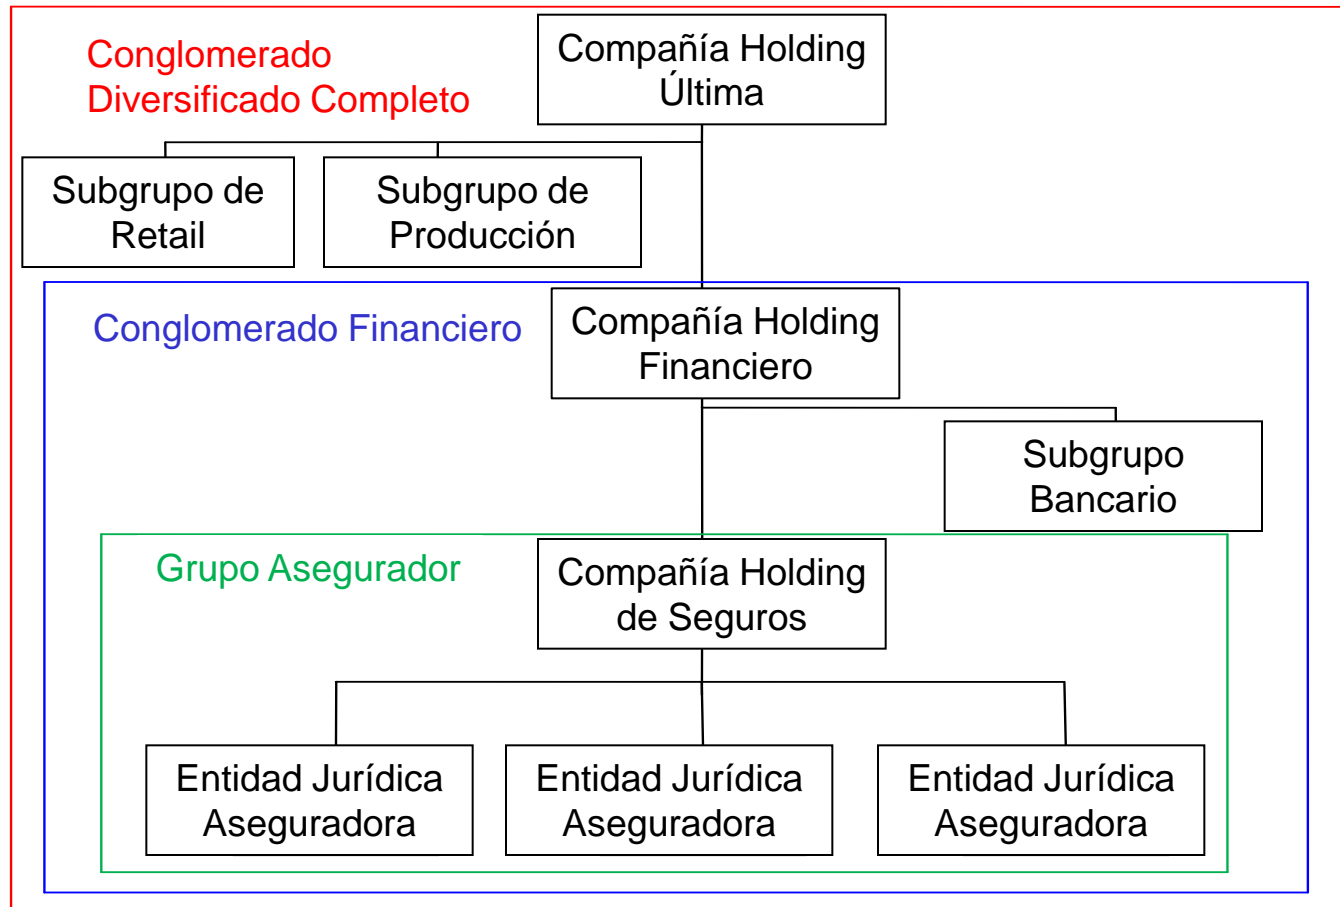 Conglomerado
Diversificado Completo
Compañía Holding
Última
Subgrupo de
Retail
Subgrupo de
Producción
Conglomerado Financiero
Compañía Holding
Financiero
Subgrupo
Bancario
Grupo Asegurador
Compañía Holding
de Seguros
Entidad Jurídica
Aseguradora
Entidad Jurídica
Aseguradora
Entidad Jurídica
Aseguradora